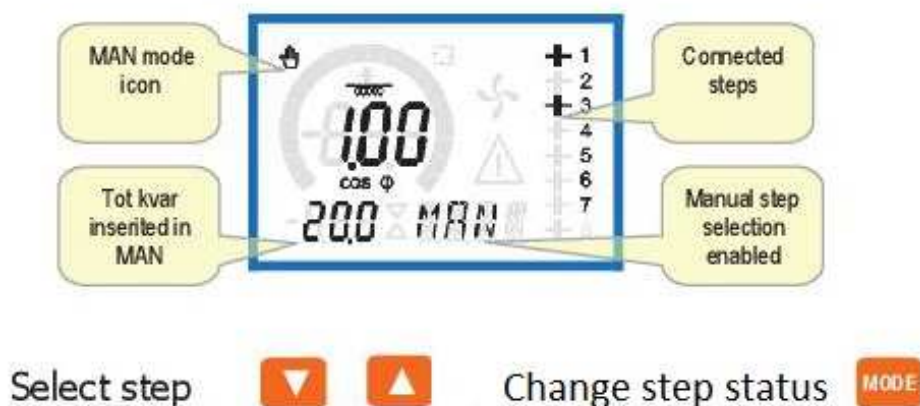 MAN mode
icon
1.00
cos φ
20.0 MAN
1
2
3
4
5
6
7
Connected
steps
Tot kvar
inserited in
MAN
Manual step
selection
enabled
Select step
Change step status
MODE